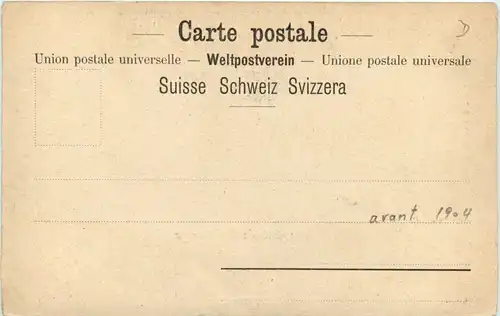 — Carte postale — D
Union postale universelle — Weltpostverein — Unione postale universale
Suisse Schweiz Svizzera
avant 1904